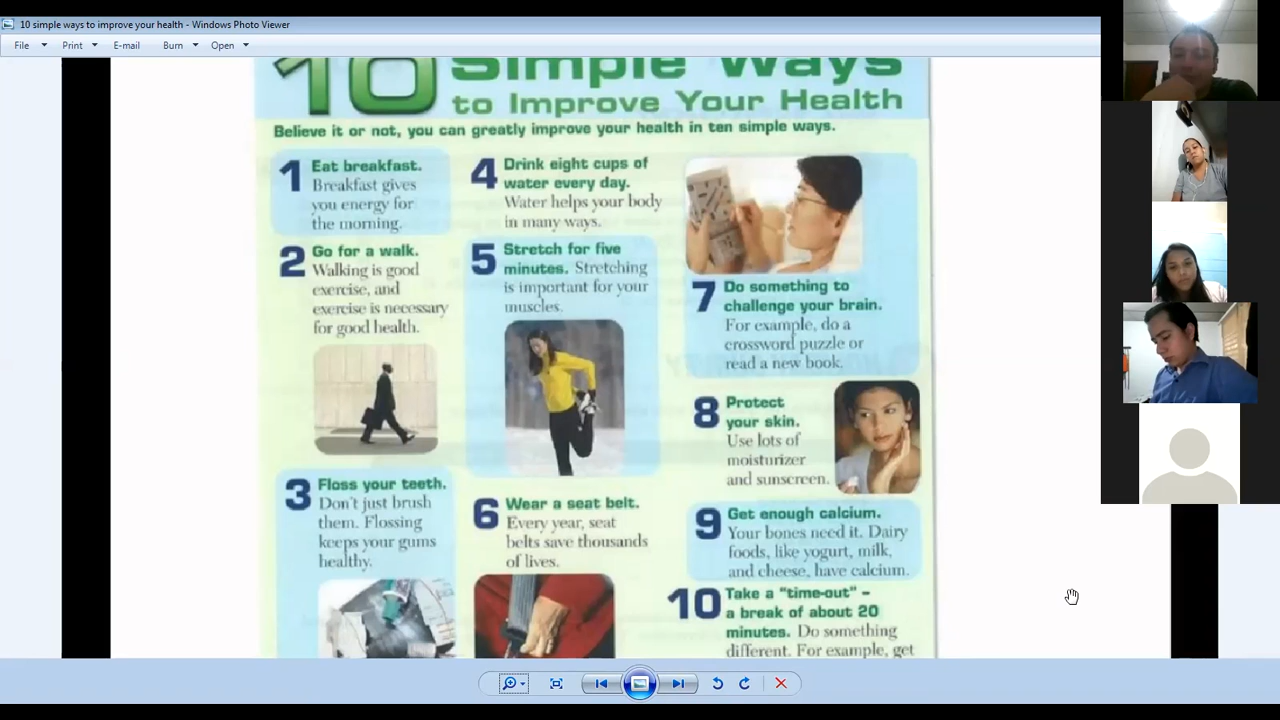 10 simple ways to improve your health - Windows Photo Viewer
File Print E-mail Burn Open
10 Simple Ways
to Improve Your Health
Believe it or not, you can greatly improve your health in ten simple ways.
1 Eat breakfast.
Breakfast gives
you energy for
the morning.
2 Go for a walk.
Walking is good
exercise, and
exercise is necessary
for good health.
3 Floss your teeth.
Don't just brush
them. Flossing
keeps your gums
healthy.
4 Drink eight cups of
water every day.
Water helps your body
in many ways.
5 Stretch for five
minutes. Stretching
is important for your
muscles.
6 Wear a seat belt.
Every year, seat
belts save thousands
of lives.
7 Do something to
challenge your brain.
For example, do a
crossword puzzle or
read a new book.
8 Protect
your skin.
Use lots of
moisturizer
and sunscreen.
9 Get enough calcium.
Your bones need it. Dairy
foods, like yogurt, milk,
and cheese, have calcium.
10 Take a "time-out" –
a break of about 20
minutes. Do something
different. For example, get